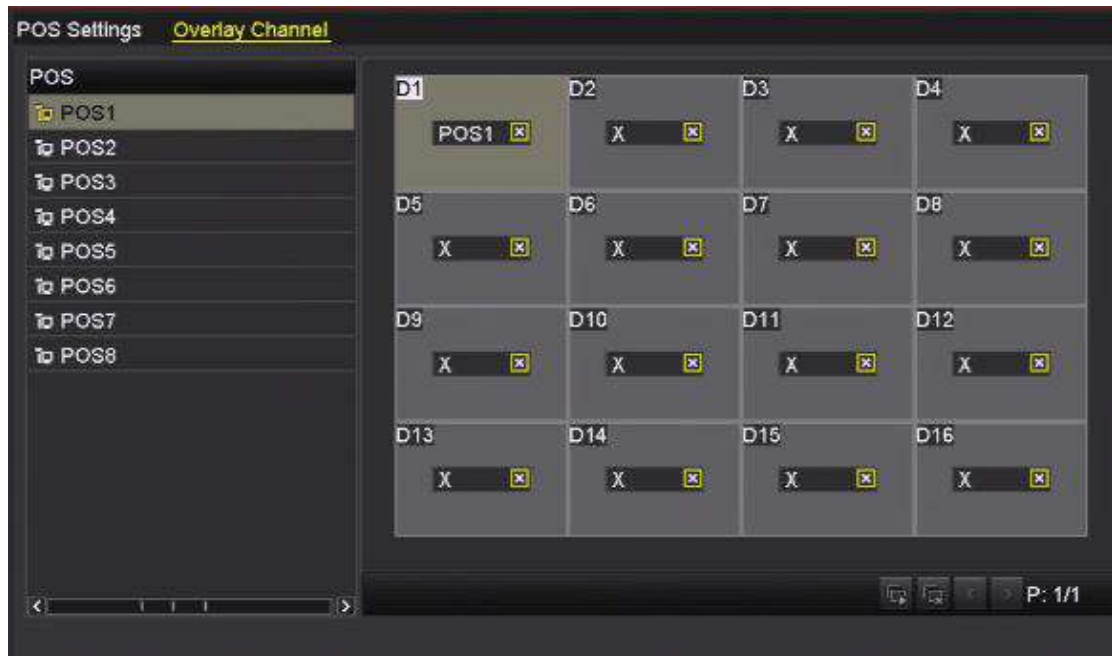 POS Settings Overlay Channel
POS
POS1
POS2
POS3
POS4
POS5
POS6
POS7
POS8
D1 D2 D3 D4
POS1 X X X
D5 D6 D7 D8
X X X X
D9 D10 D11 D12
X X X X
D13 D14 D15 D16
X X X X
P: 1/1